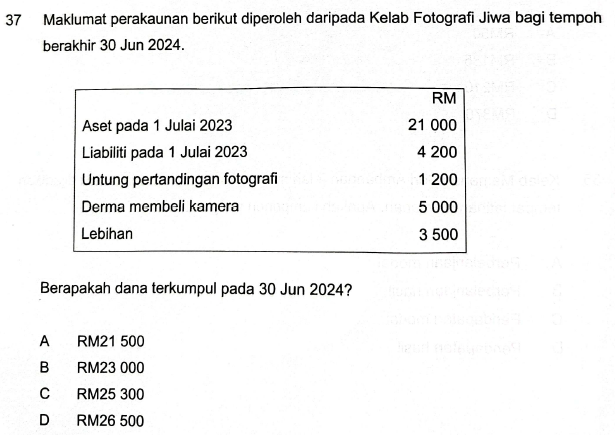 37 Maklumat perakaunan berikut diperoleh daripada Kelab Fotografi Jiwa bagi tempoh
berakhir 30 Jun 2024.
RM
Aset pada 1 Julai 2023 21 000
Liabiliti pada 1 Julai 2023 4 200
Untung pertandingan fotografi 1 200
Derma membeli kamera 5 000
Lebihan 3 500
Berapakah dana terkumpul pada 30 Jun 2024?
A RM21 500
B RM23 000
C RM25 300
D RM26 500